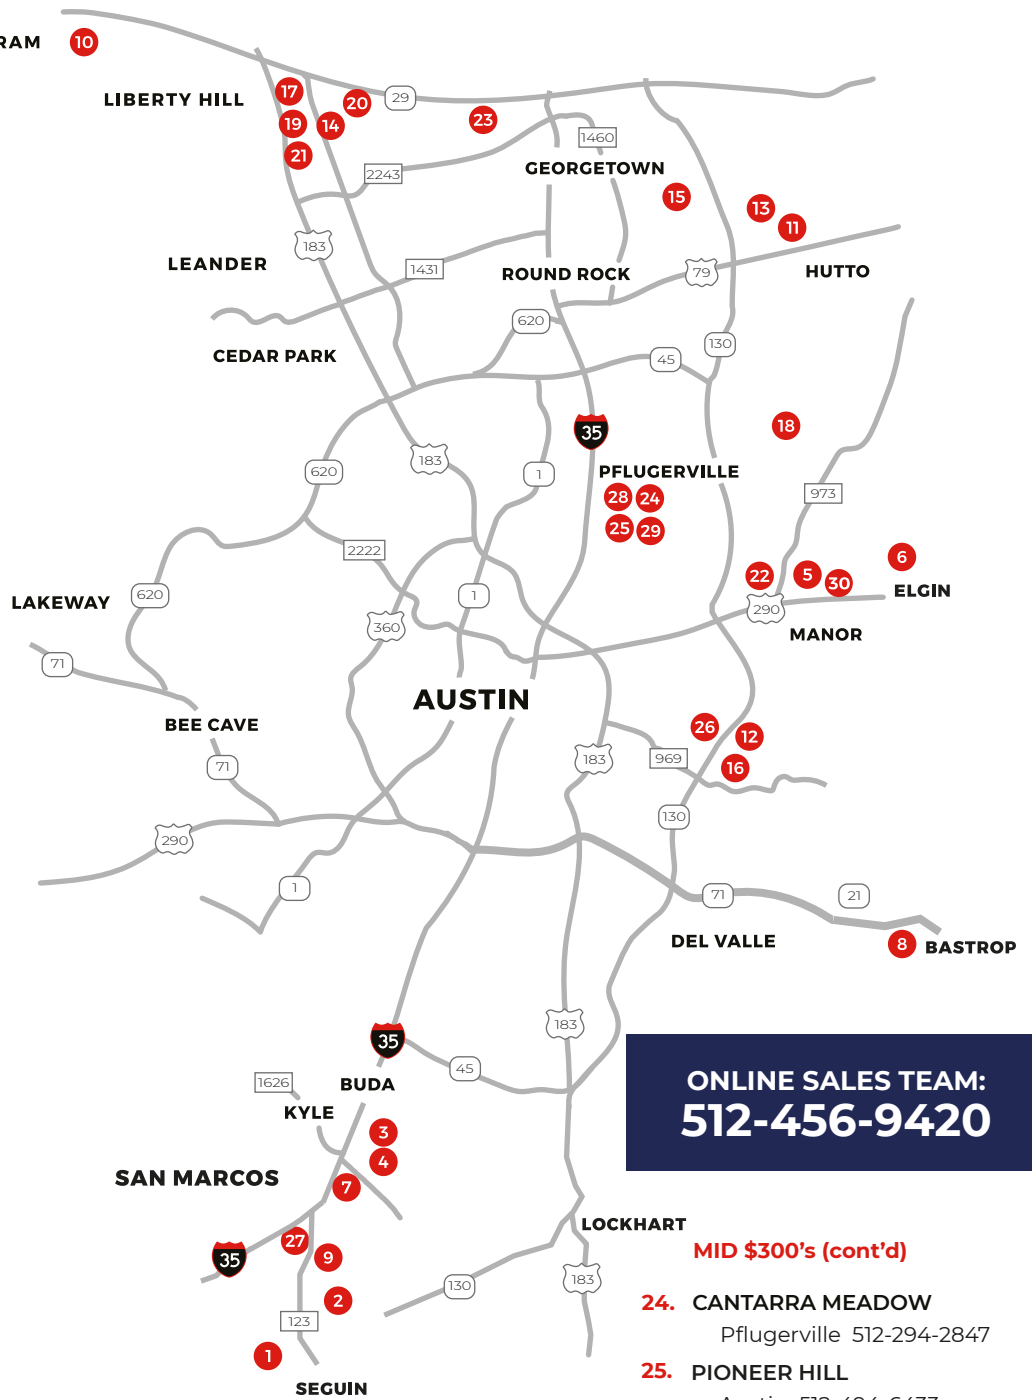 RAM 10
LIBERTY HILL
17
20
29
19
14
23
21
1460
2243
GEORGETOWN
15
13
11
183
LEANDER
1431
ROUND ROCK
79
HUTTO
620
130
CEDAR PARK
45
1
35
18
183
620
PFLUGERVILLE
28 24
973
25 29
2222
6
22
5
30
ELGIN
LAKEWAY
620
1
290
360
MANOR
71
AUSTIN
BEE CAVE
26
12
183
969
16
71
130
290
1
71
21
DEL VALLE
8 BASTROP
183
35
45
1626
BUDA
KYLE
3
4
SAN MARCOS
7
27
9
35
LOCKHART
183
130
2
123
1
SEGUIN
ONLINE SALES TEAM:
512-456-9420
MID $300's (cont'd)
24. CANTARRA MEADOW
Pflugerville 512-294-2847
25. PIONEER HILL